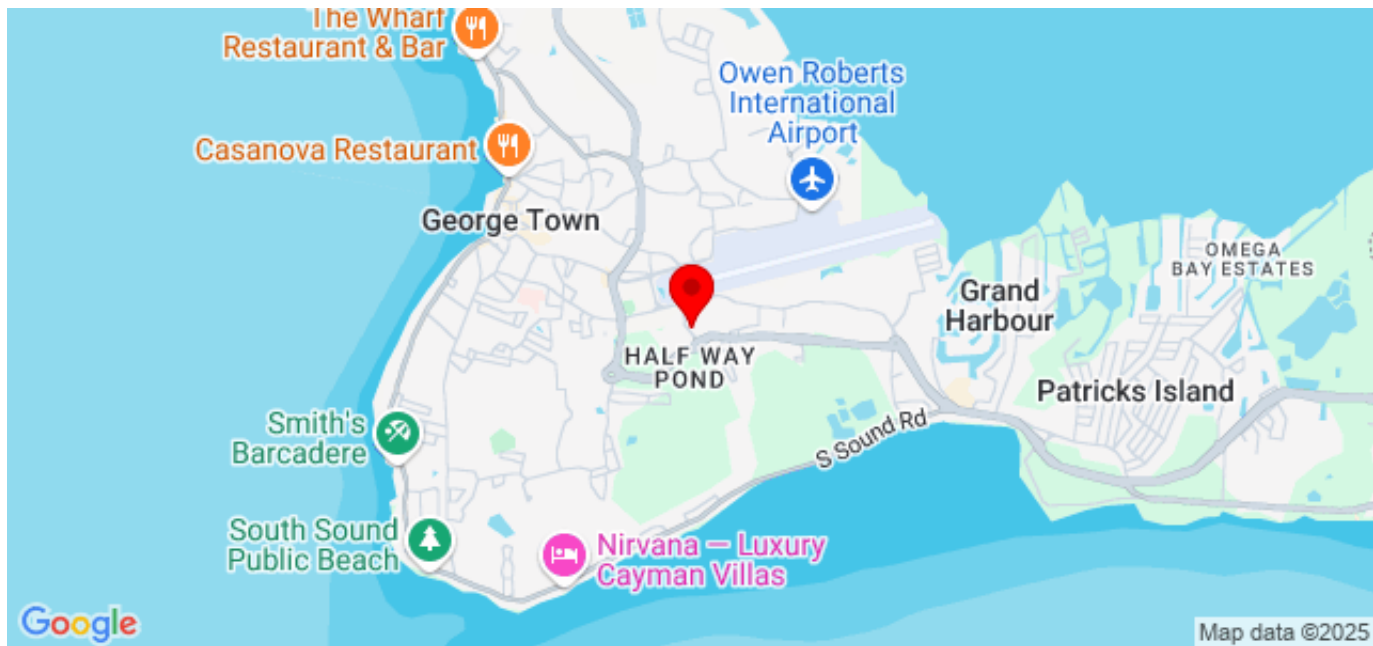 The Wharf
Restaurant & Bar
Owen Roberts
International
Airport
Casanova Restaurant
George Town
OMEGA
BAY ESTATES
Grand
Harbour
HALF WAY
POND
Patricks Island
Smith's
Barcadere
S Sound Rd
South Sound
Public Beach
Nirvana — Luxury
Cayman Villas
Google
Map data ©2025